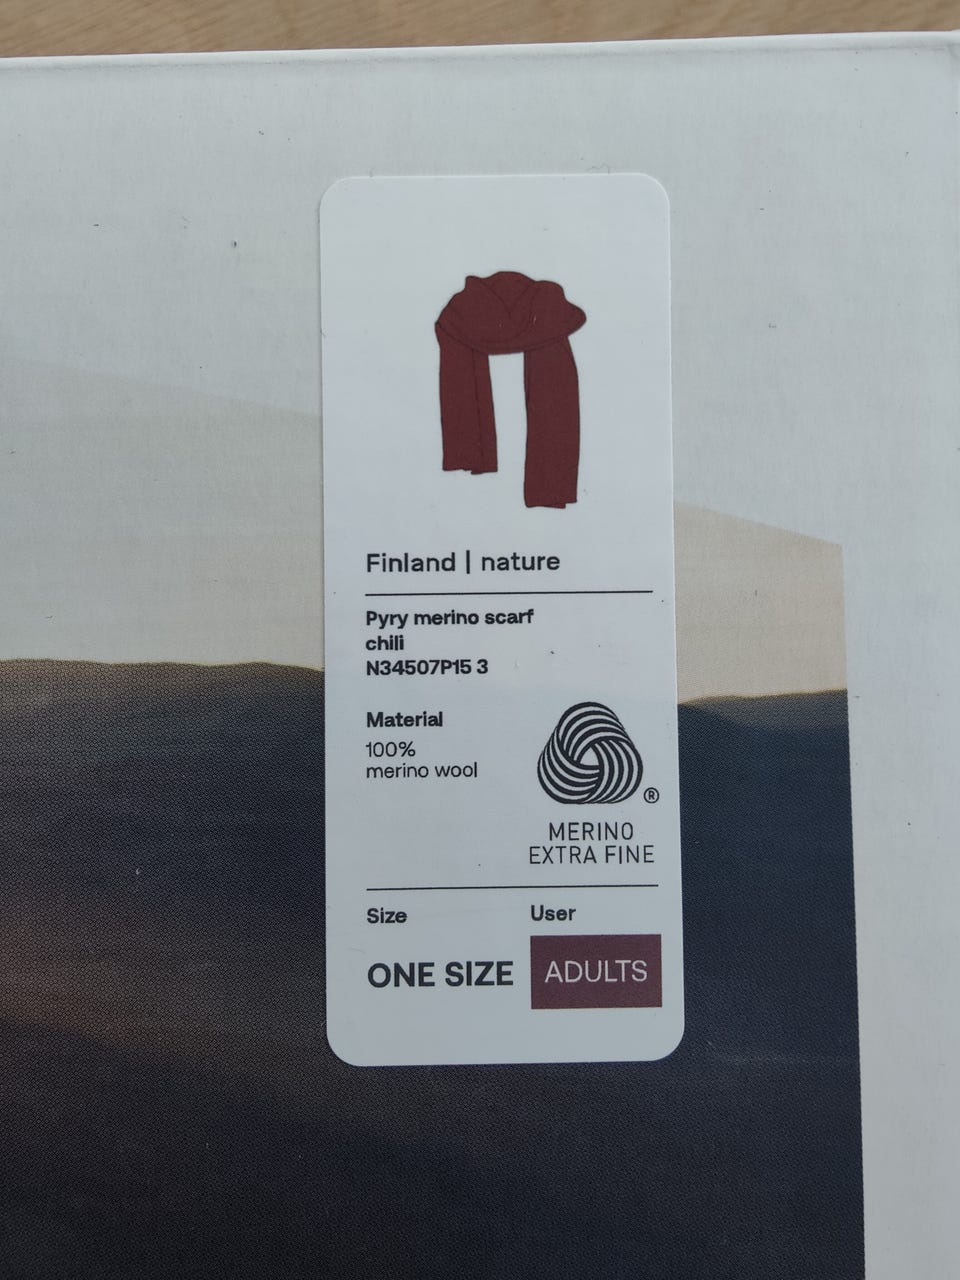 Finland | nature
Pyry merino scarf
chili
N34507P15 3
Material
100%
merino wool
®
MERINO
EXTRA FINE
Size
User
ONE SIZE
ADULTS